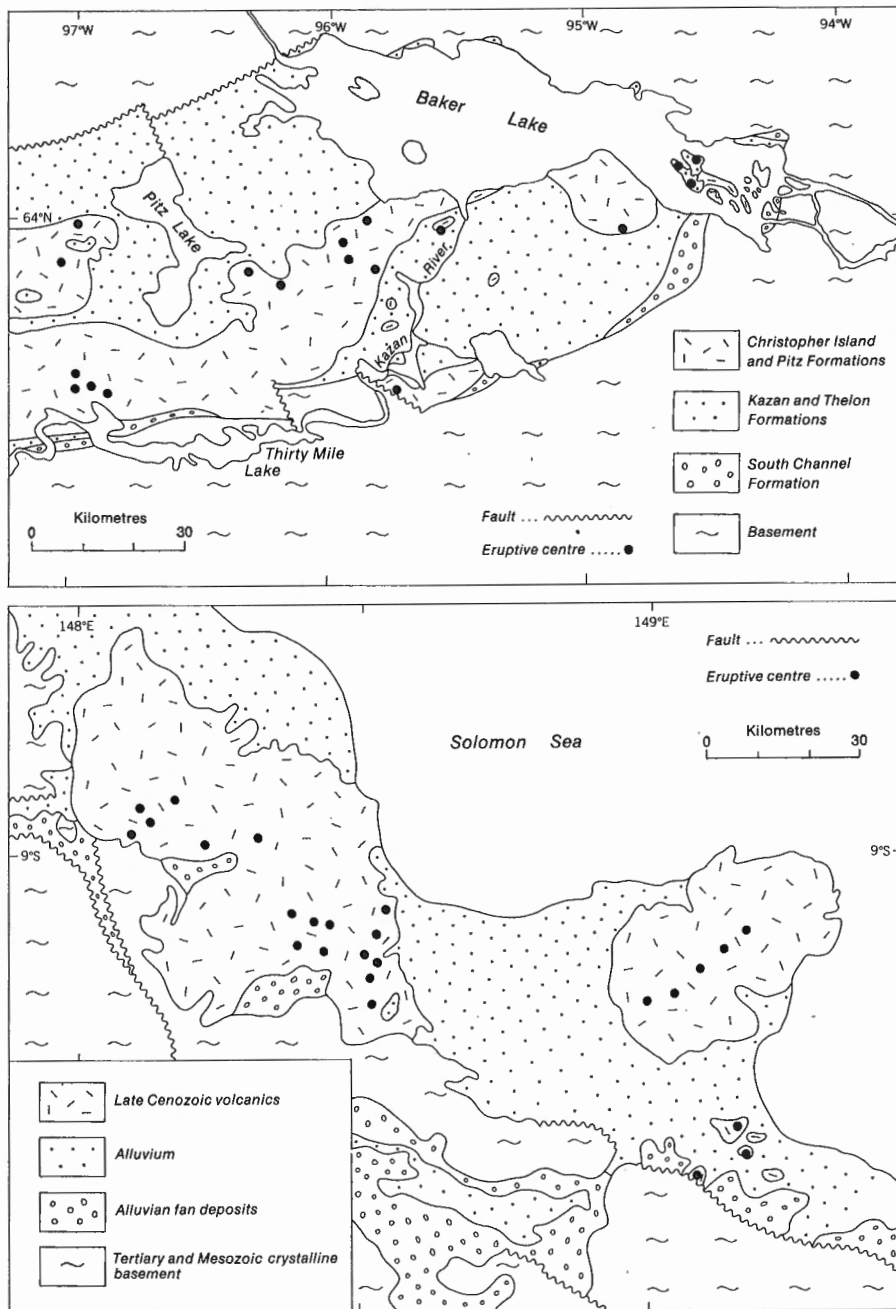 97°W
96°W
95°W
94°W
Baker
Lake
Pitz
Lake
64°N
River
Kazan
Christopher Island
and Pitz Formations
Kazan and Thelon
Formations
South Channel
Formation
Basement
Thirty Mile
Lake
Kilometres
0 30
Fault ...
Eruptive centre .....
148°E
149°E
Fault ...
Eruptive centre .....
Kilometres
0 30
Solomon Sea
9°S
9°S
Late Cenozoic volcanics
Alluvium
Alluvian fan deposits
Tertiary and Mesozoic crystalline
basement